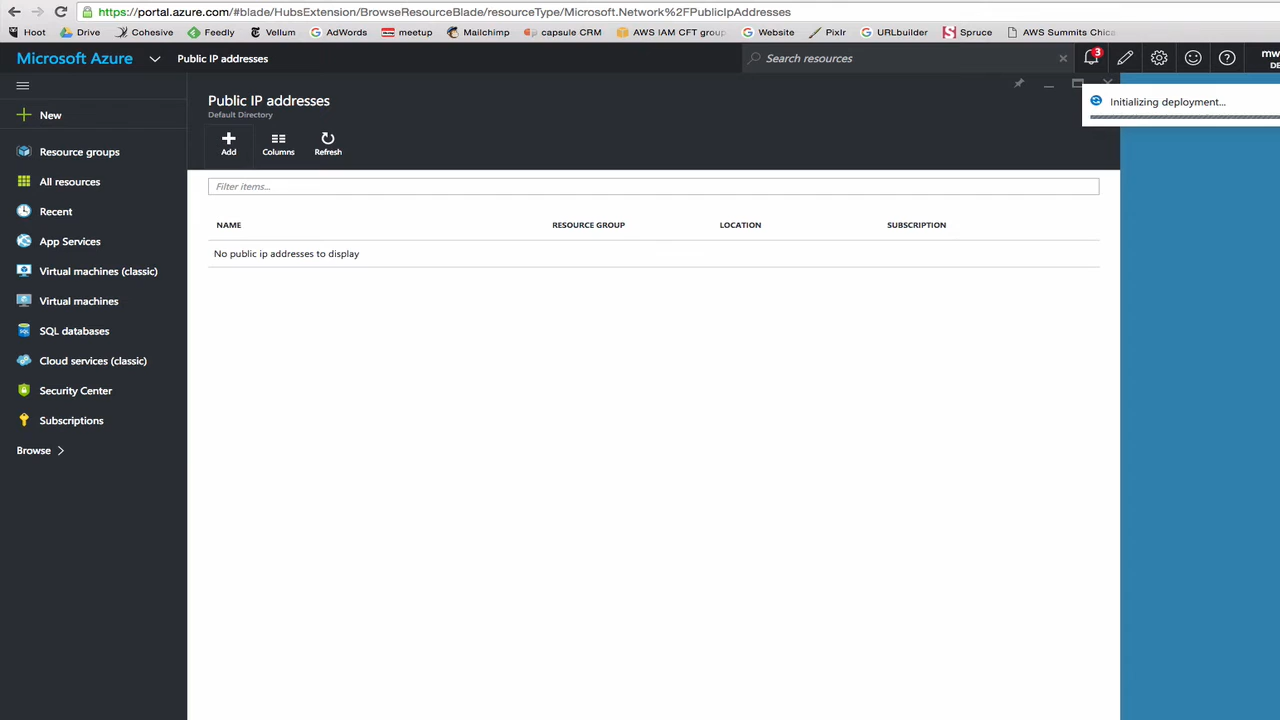 https://portal.azure.com/#blade/HubsExtension/BrowseResourceBlade/resourceType/Microsoft.Network%2FPublicIpAddresses
Hoot Drive Cohesive Feedly Vellum AdWords meetup Mailchimp capsule CRM AWS IAM CFT group Website Pixlr URLbuilder Spruce AWS Summits Chica
Microsoft Azure Public IP addresses Search resources 3 mw
DE
Public IP addresses
Default Directory
Initializing deployment...
New
Add Columns Refresh
Resource groups
All resources
Filter items...
Recent
NAME RESOURCE GROUP LOCATION SUBSCRIPTION
App Services
No public ip addresses to display
Virtual machines (classic)
Virtual machines
SQL databases
Cloud services (classic)
Security Center
Subscriptions
Browse